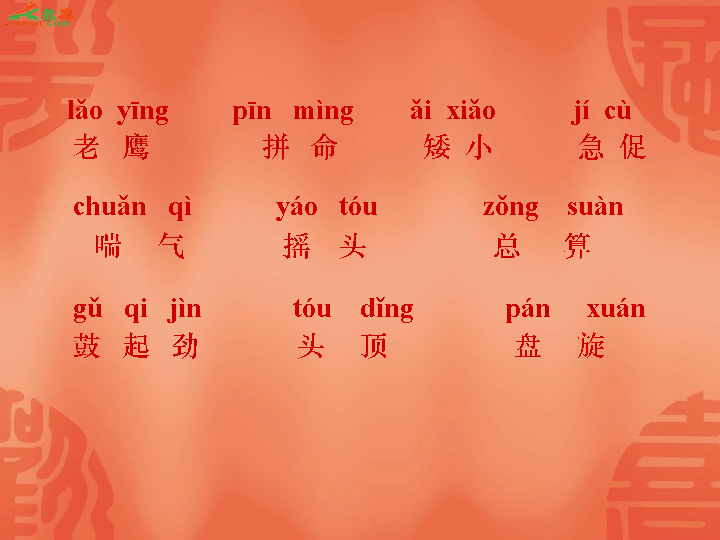 lǎo yīng pīn mìng ǎi xiǎo jí cù
老 鹰 拼 命 矮 小 急 促
chuǎn qì yáo tóu zǒng suàn
喘 气 摇 头 总 算
gǔ qi jìn tóu dǐng pán xuán
鼓 起 劲 头 顶 盘 旋